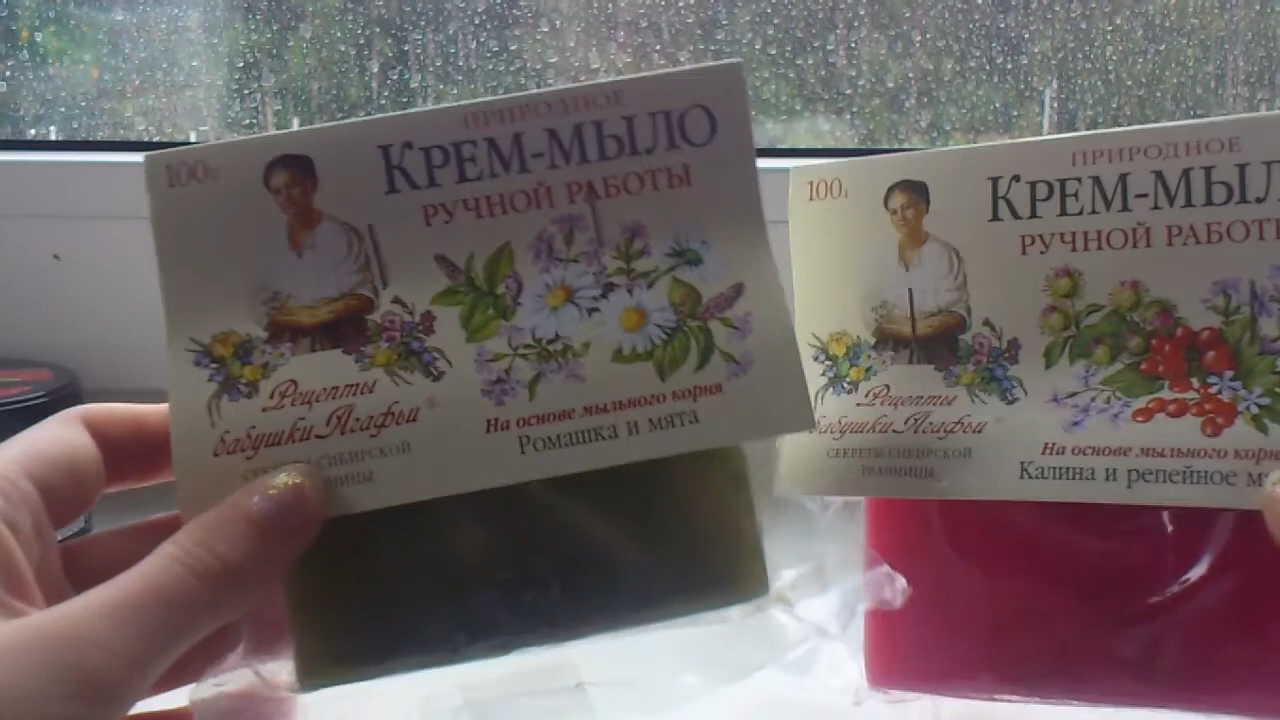 ПРИРОДНОЕ
100г
КРЕМ-МЫЛО
РУЧНОЙ РАБОТЫ
Рецепты
бабушки Агафьи®
СИБИРСКОЙ
На основе мыльного корня
Ромашка и мята
ПРИРОДНОЕ
100г
КРЕМ-МЫЛ
РУЧНОЙ РАБОТ
Рецепты
бабушки Агафьи®
СЕКРЕТЫ СИБИРСКОЙ
ТРАВНИЦЫ
На основе мыльного корн
Калина и репейное м